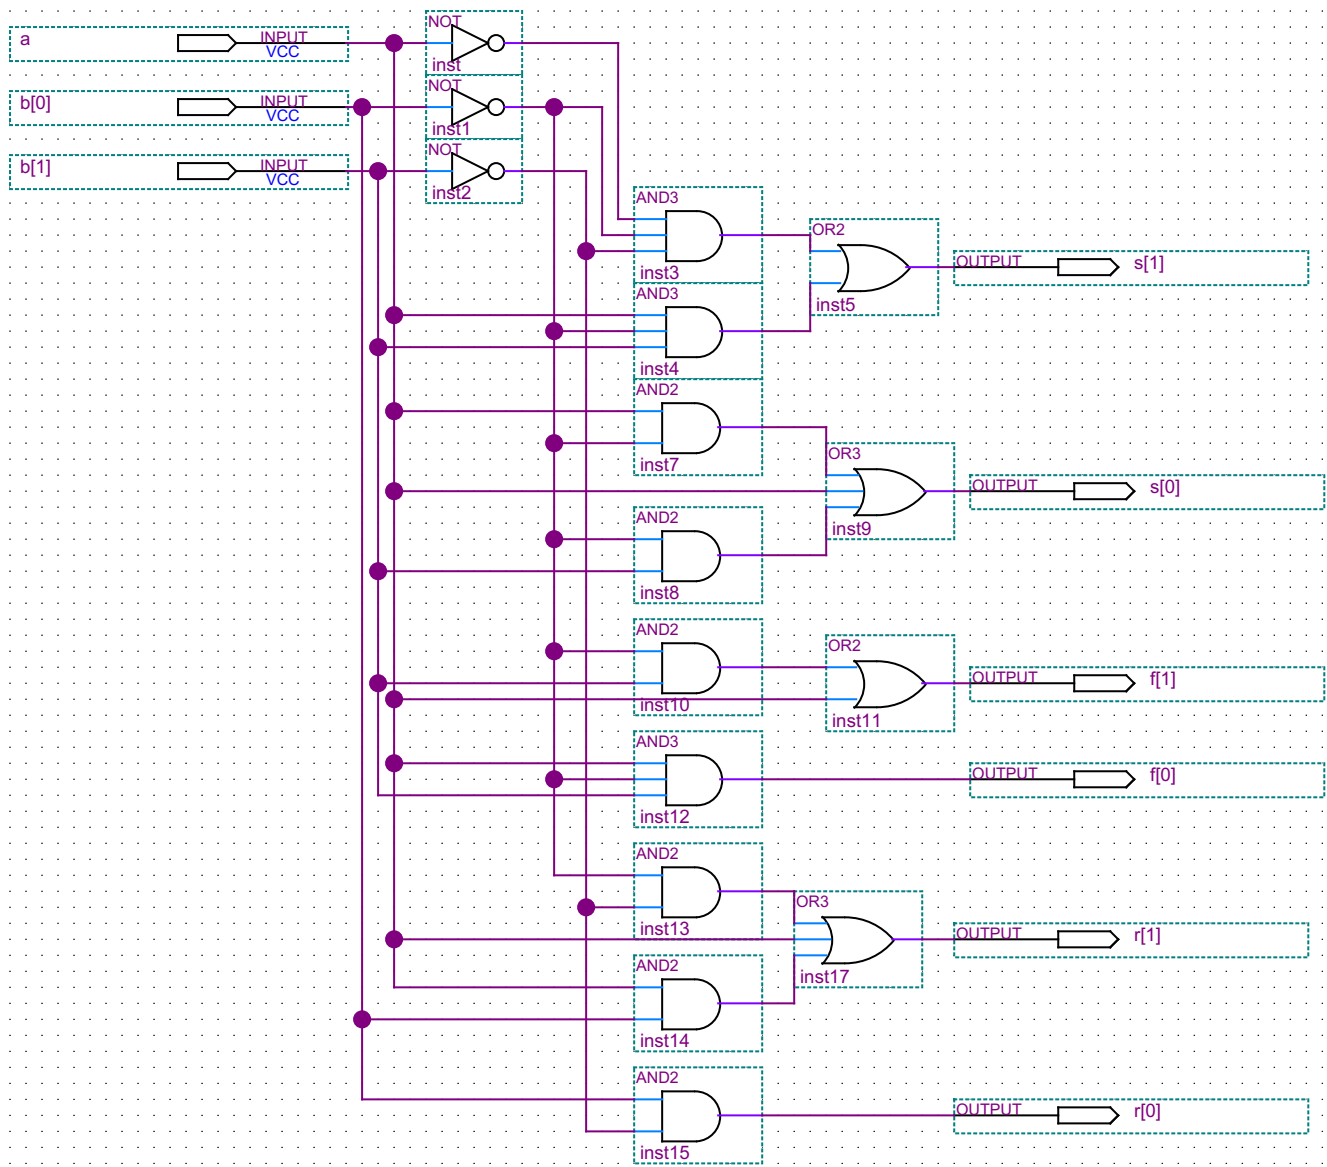 a
INPUT
VCC
NOT
inst
b[0]
INPUT
VCC
NOT
inst1
b[1]
INPUT
VCC
NOT
inst2
AND3
inst3
OR2
inst5
OUTPUT
s[1]
AND3
inst4
AND2
inst7
OR3
inst9
OUTPUT
s[0]
AND2
inst8
AND2
inst10
OR2
inst11
OUTPUT
f[1]
AND3
inst12
OUTPUT
f[0]
AND2
inst13
OR3
inst17
OUTPUT
r[1]
AND2
inst14
AND2
inst15
OUTPUT
r[0]